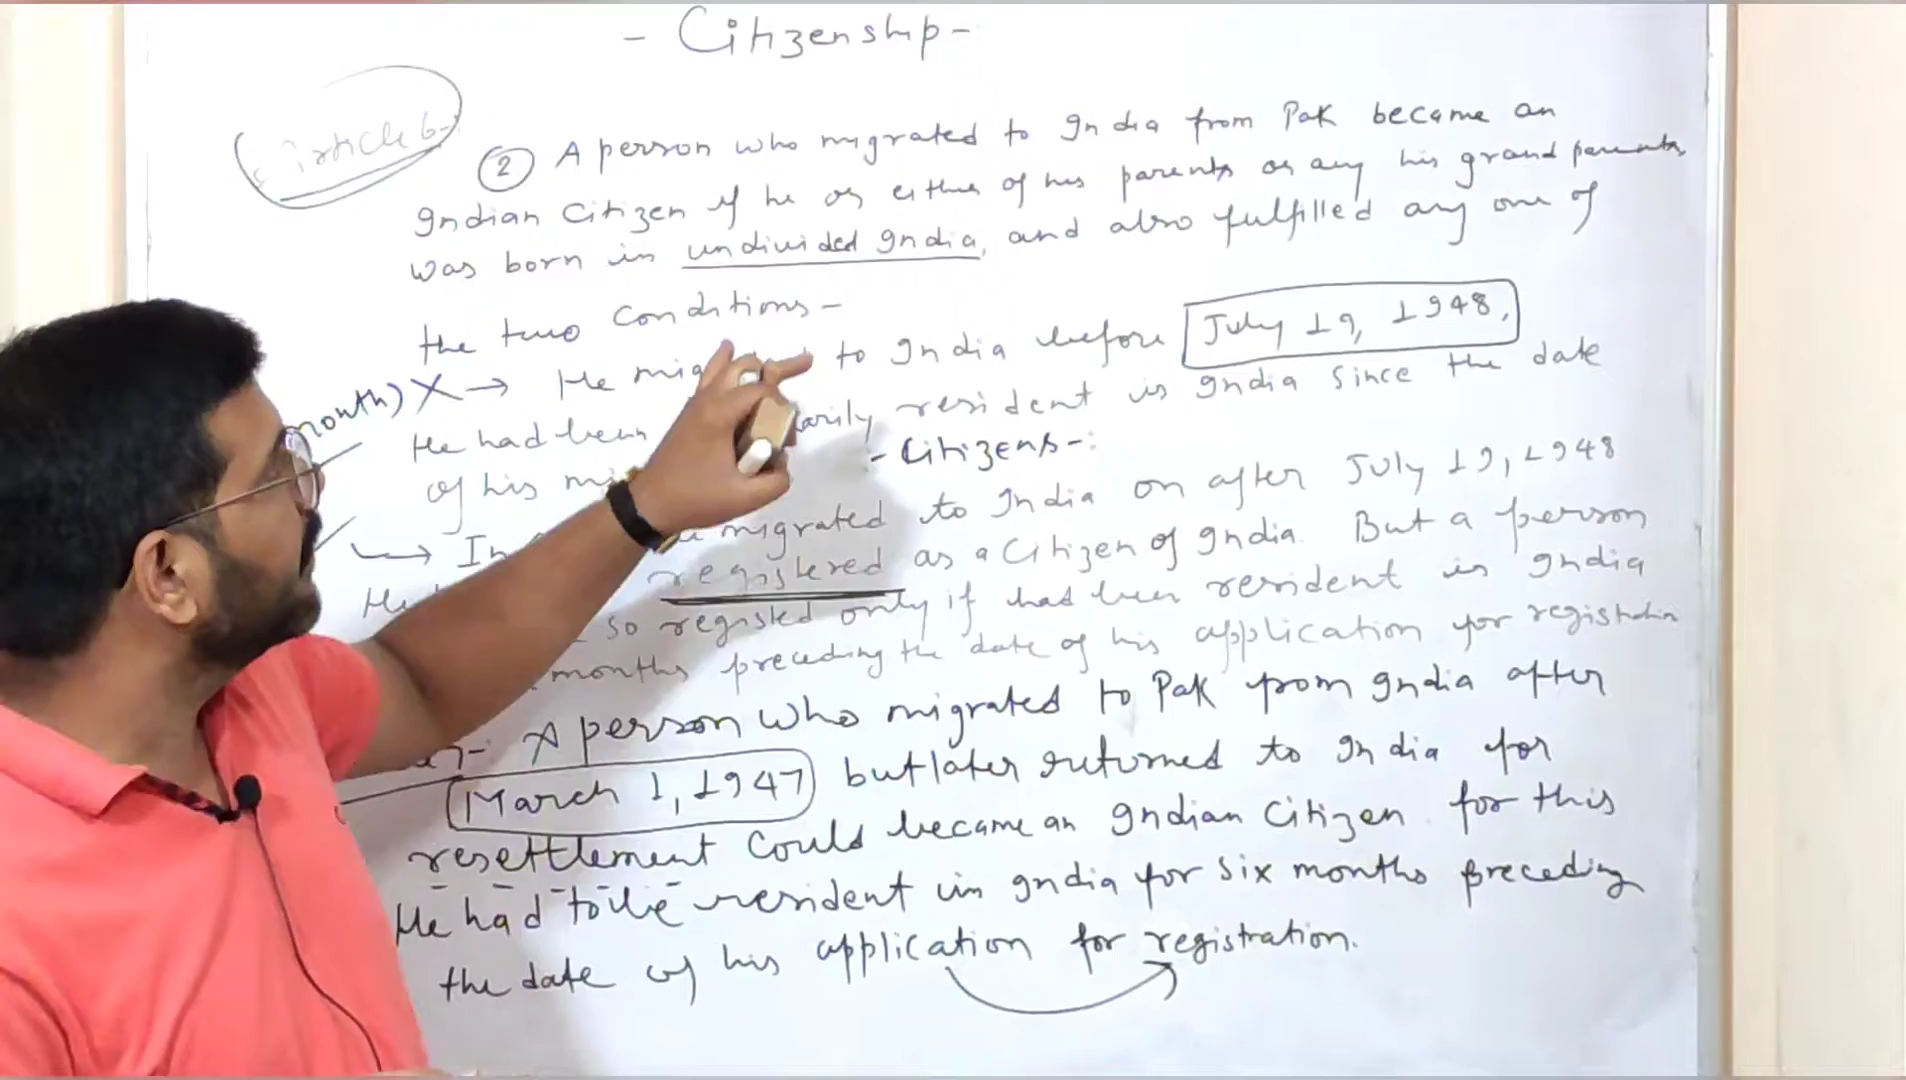 - Citizenship -
Article 6-
② A person who migrated to India from Pak became an
Indian Citizen if he or either of his parents or any his grand parents
was born in undivided India, and also fulfilled any one of
the two conditions -
month) X → He to India before July 19, 1948,
He had been resident in India since the date
of his
- Citizens -:
→ migrated to India on after July 19, 1948
registered as a Citizen of India. But a person
so registed only if had been resident in India
months preceding the date of his application for registration
A person who migrated to Pak from India after
March 1, 1947 but later returned to India for
resettlement Could became an Indian Citizen for this
He had to be resident in India for six months preceding
the date of his application for registration.